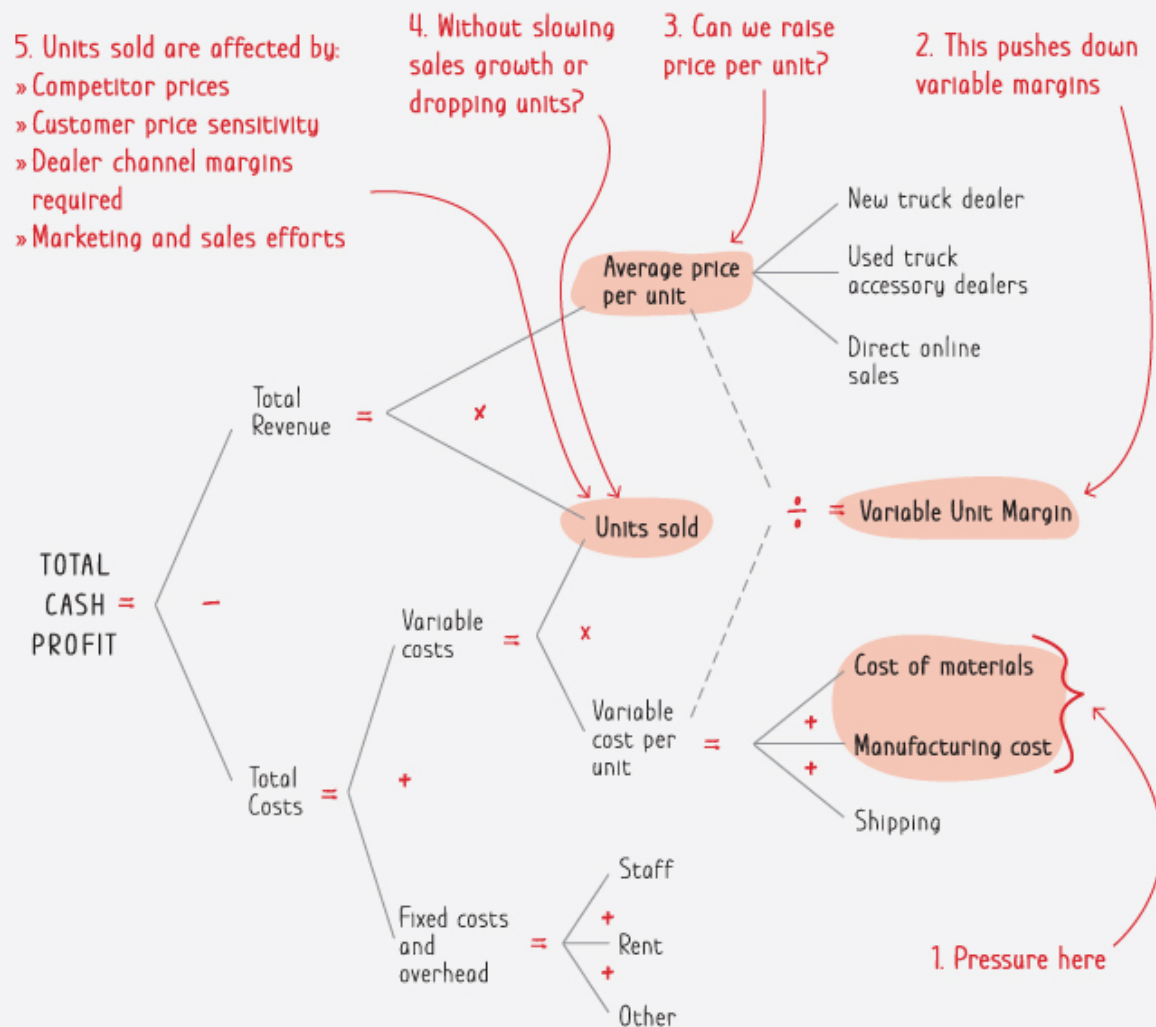 5. Units sold are affected by:
» Competitor prices
» Customer price sensitivity
» Dealer channel margins
required
» Marketing and sales efforts
4. Without slowing
sales growth or
dropping units?
3. Can we raise
price per unit?
2. This pushes down
variable margins
New truck dealer
Average price
per unit
Used truck
accessory dealers
Direct online
sales
Total
Revenue
=
x
Units sold
÷
=
Variable Unit Margin
TOTAL
CASH
PROFIT
=
−
Variable
costs
=
x
Cost of materials
Variable
cost per
unit
=
+
Manufacturing cost
+
Shipping
Total
Costs
=
+
Staff
Fixed costs
and
overhead
=
+
Rent
+
Other
1. Pressure here